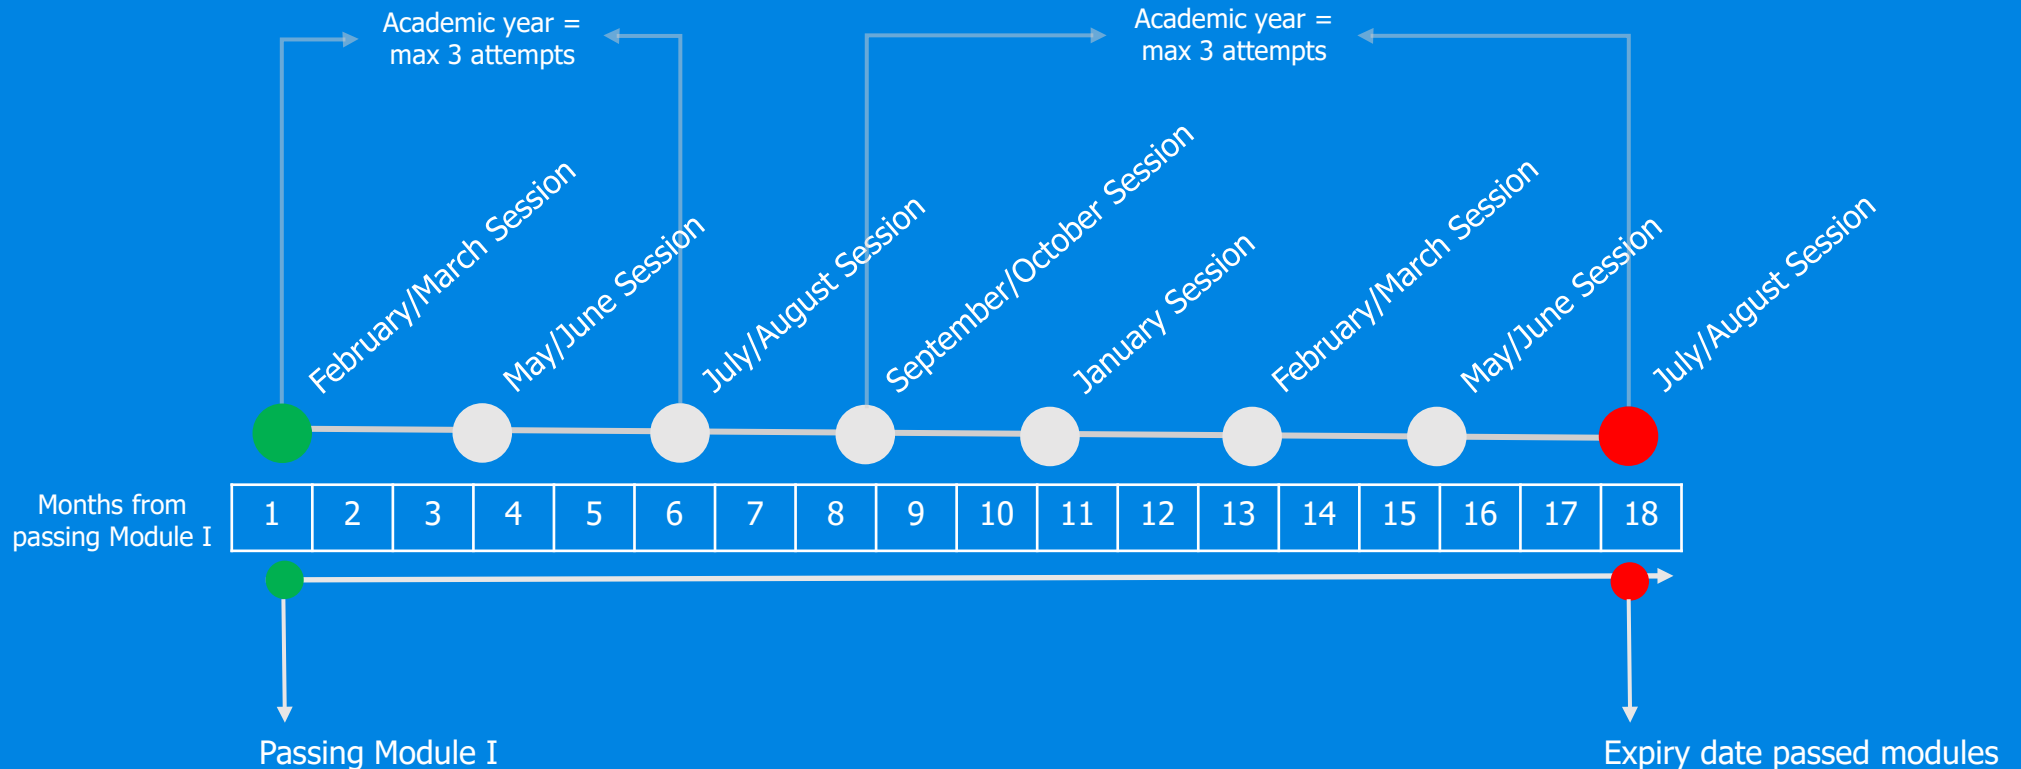 Academic year =
max 3 attempts
Academic year =
max 3 attempts
February/March Session
May/June Session
July/August Session
September/October Session
January Session
February/March Session
May/June Session
July/August Session
Months from
passing Module I
1 2 3 4 5 6 7 8 9 10 11 12 13 14 15 16 17 18
Passing Module I
Expiry date passed modules